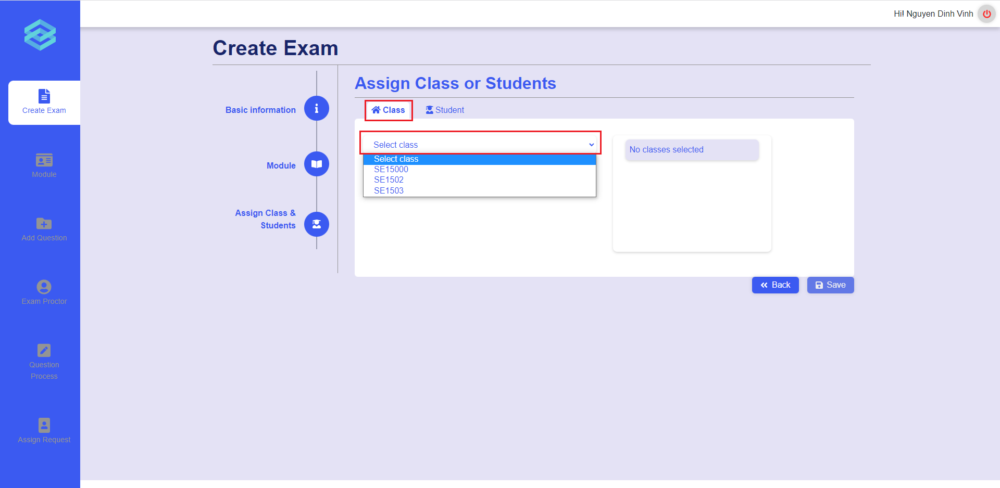 Hi! Nguyen Dinh Vinh
Create Exam
Module
Add Question
Exam Proctor
Question
Process
Assign Request
Create Exam
Basic information
Module
Assign Class &
Students
Assign Class or Students
Class
Student
Select class
Select class
SE15000
SE1502
SE1503
No classes selected
Back
Save